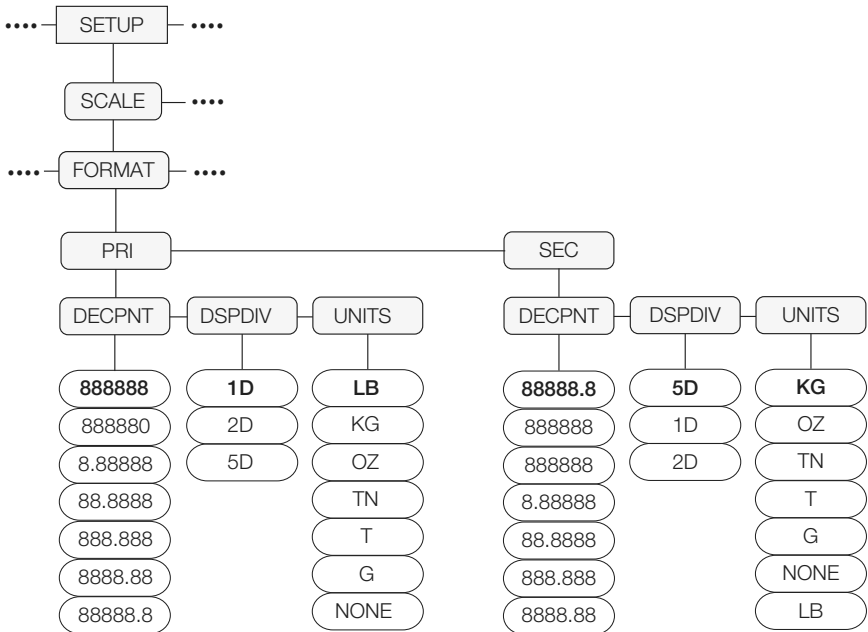 •••• SETUP ••••
SCALE ••••
•••• FORMAT ••••
PRI SEC
DECPNT DSPDIV UNITS DECPNT DSPDIV UNITS
888888 1D LB 88888.8 5D KG
888880 2D KG 888888 1D OZ
8.88888 5D OZ 888888 2D TN
88.8888 TN 8.88888 T
888.888 T 88.8888 G
8888.88 G 888.888 NONE
88888.8 NONE 8888.88 LB